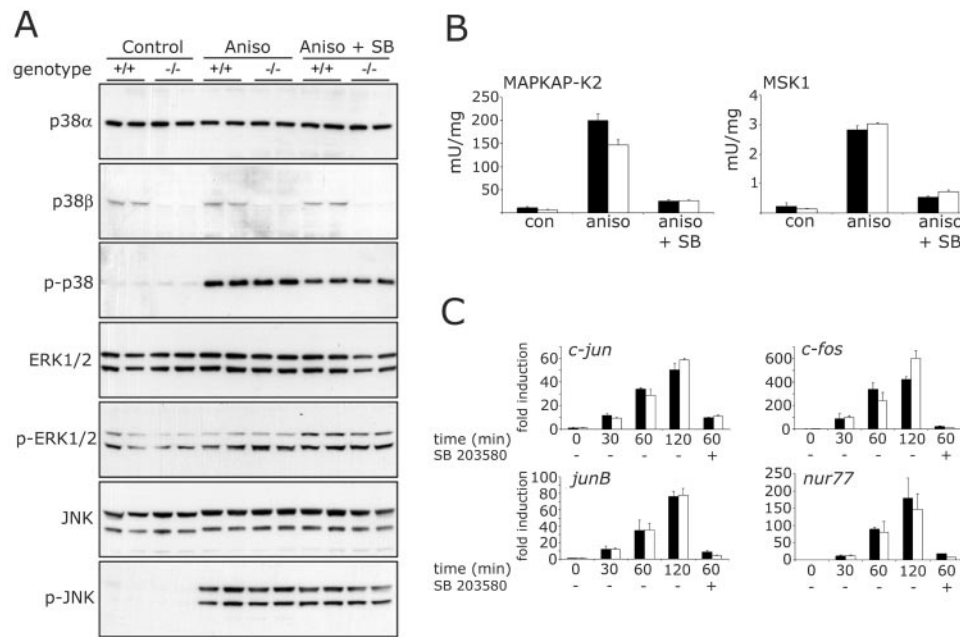 A
Control Aniso Aniso + SB
genotype +/+ -/- +/+ -/- +/+ -/-
p38α
p38β
p-p38
ERK1/2
p-ERK1/2
JNK
p-JNK
B
MAPKAP-K2
mU/mg
250
200
150
100
50
con aniso aniso
+ SB
MSK1
mU/mg
4
3
2
1
con aniso aniso
+ SB
C
c-jun
fold induction
60
40
20
0
time (min) 0 30 60 120 60
SB 203580 - - - - +
c-fos
800
600
400
200
0
0 30 60 120 60
- - - - +
junB
fold induction
100
80
60
40
20
0
time (min) 0 30 60 120 60
SB 203580 - - - - +
nur77
250
200
150
100
50
0
0 30 60 120 60
- - - - +